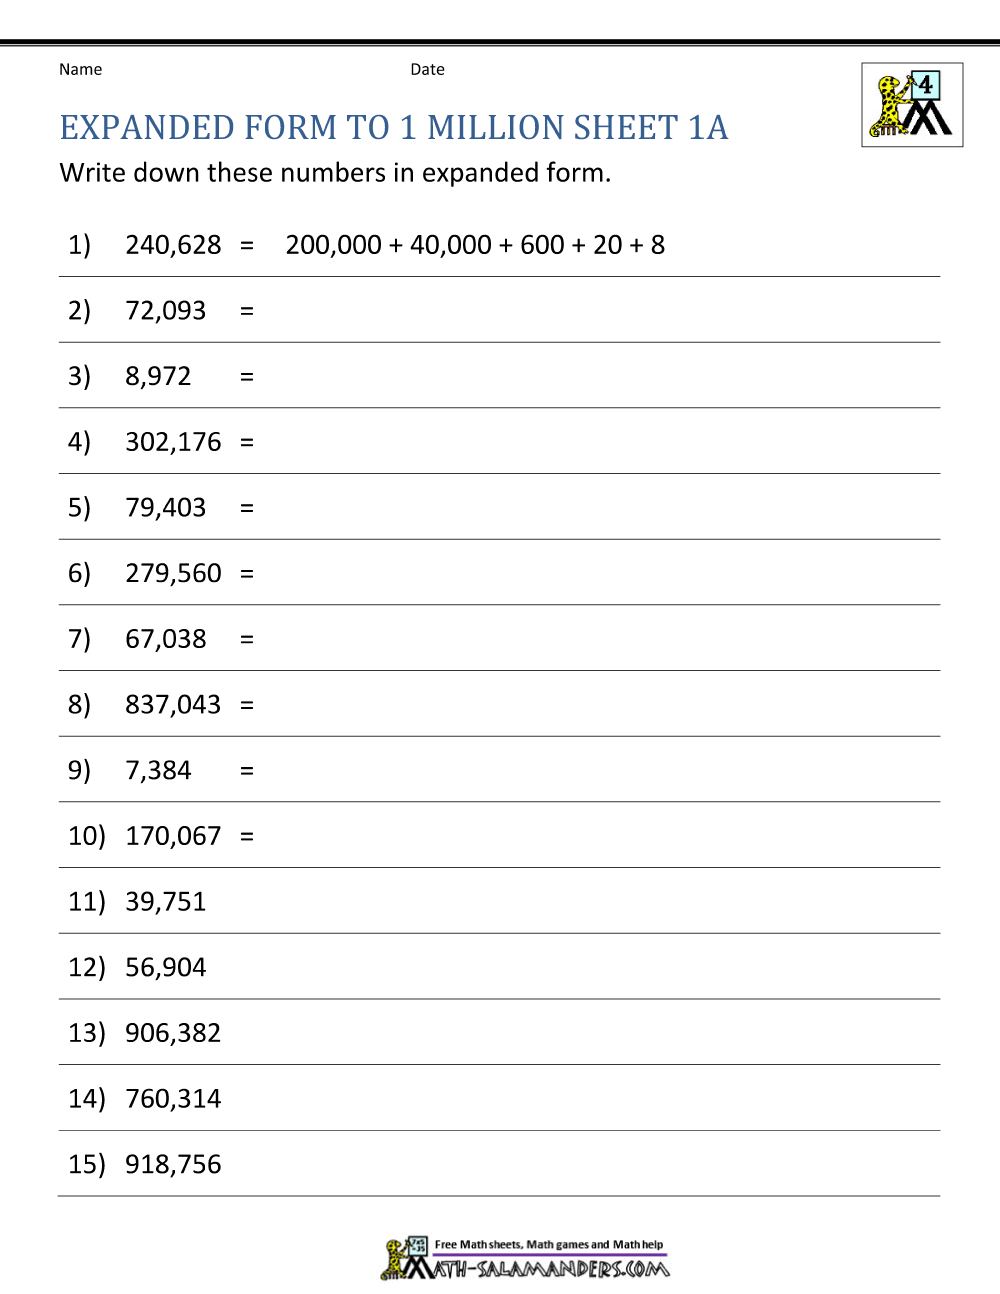 Name Date
4
EXPANDED FORM TO 1 MILLION SHEET 1A
Write down these numbers in expanded form.
1) 240,628 = 200,000 + 40,000 + 600 + 20 + 8
2) 72,093 =
3) 8,972 =
4) 302,176 =
5) 79,403 =
6) 279,560 =
7) 67,038 =
8) 837,043 =
9) 7,384 =
10) 170,067 =
11) 39,751
12) 56,904
13) 906,382
14) 760,314
15) 918,756
7x5
=35
Free Math sheets, Math games and Math help
MATH-SALAMANDERS.COM